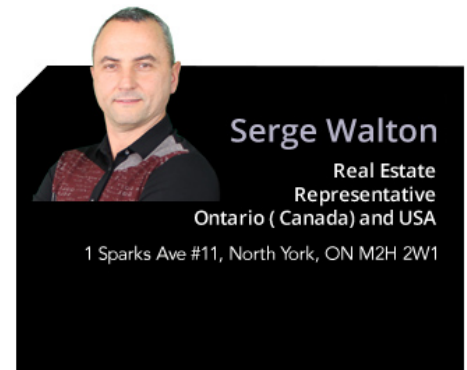 Serge Walton
Real Estate
Representative
Ontario ( Canada) and USA
1 Sparks Ave #11, North York, ON M2H 2W1